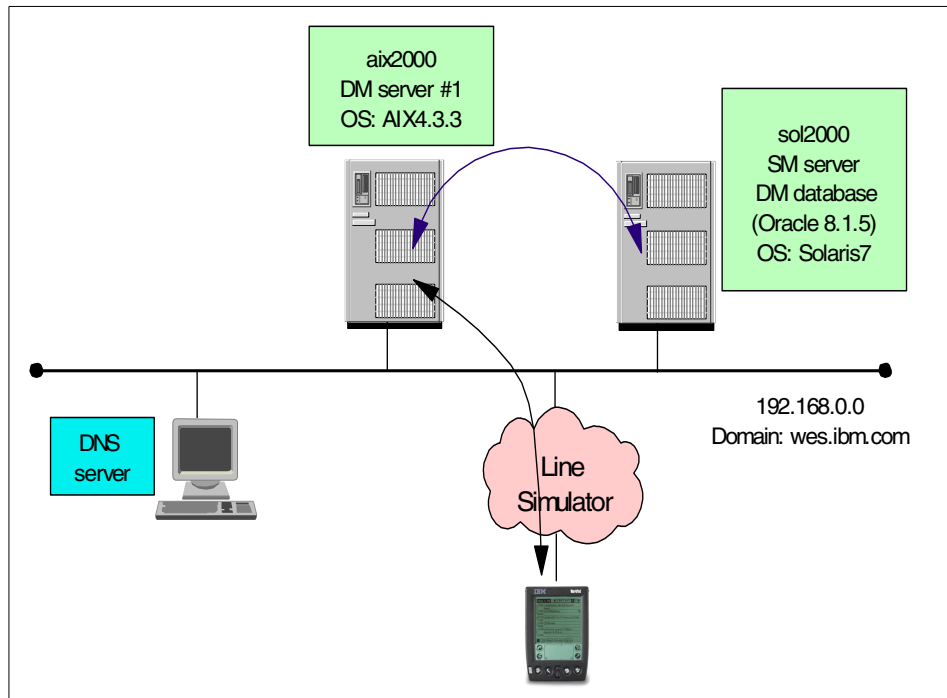 aix2000
DM server #1
OS: AIX4.3.3
sol2000
SM server
DM database
(Oracle 8.1.5)
OS: Solaris7
192.168.0.0
Domain: wes.ibm.com
DNS
server
Line
Simulator
IBM